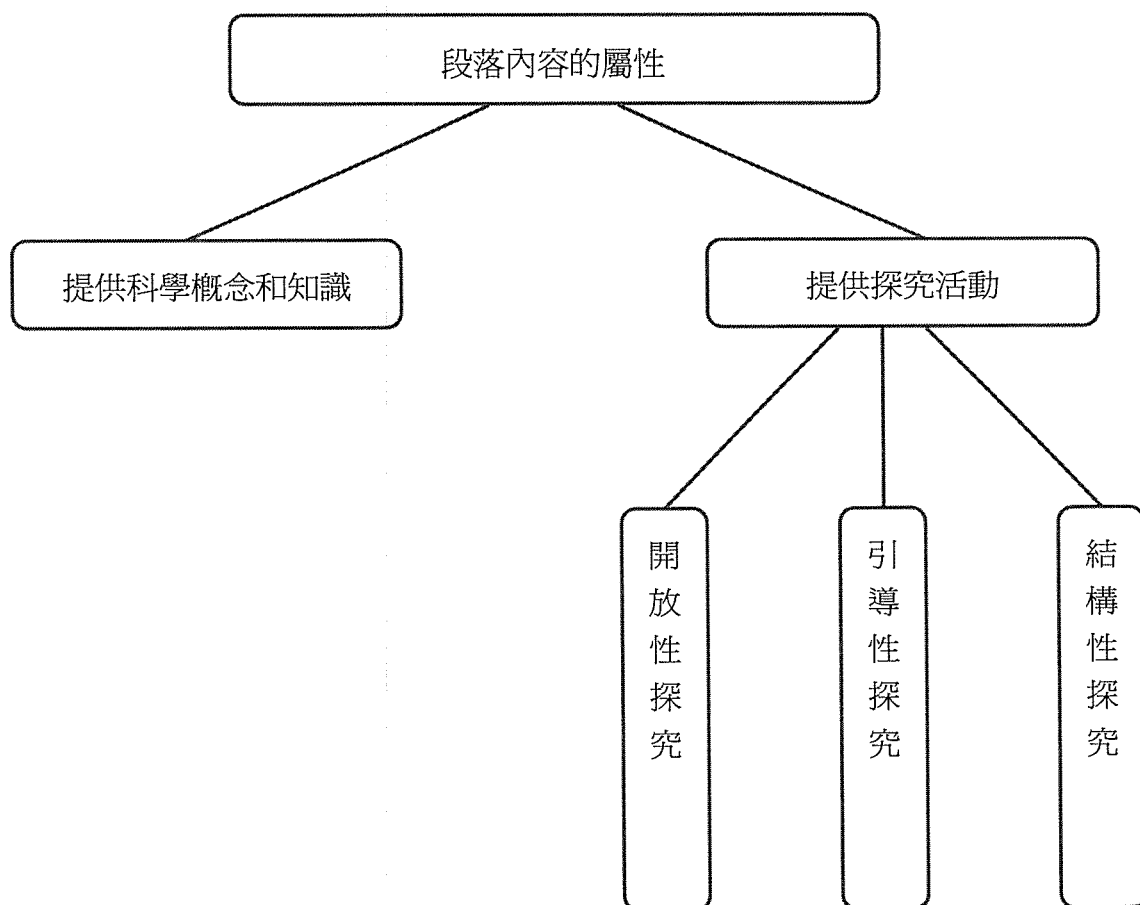 段落內容的屬性
提供科學概念和知識
提供探究活動
開放性探究
引導性探究
結構性探究